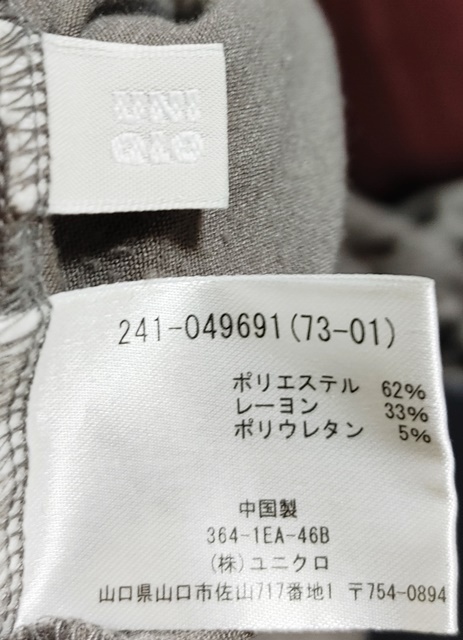 UNI
QLO
241-049691(73-01)
ポリエステル 62%
レーヨン 33%
ポリウレタン 5%
中国製
364-1EA-46B
(株)ユニクロ
山口県山口市佐山717番地1 〒754-0894